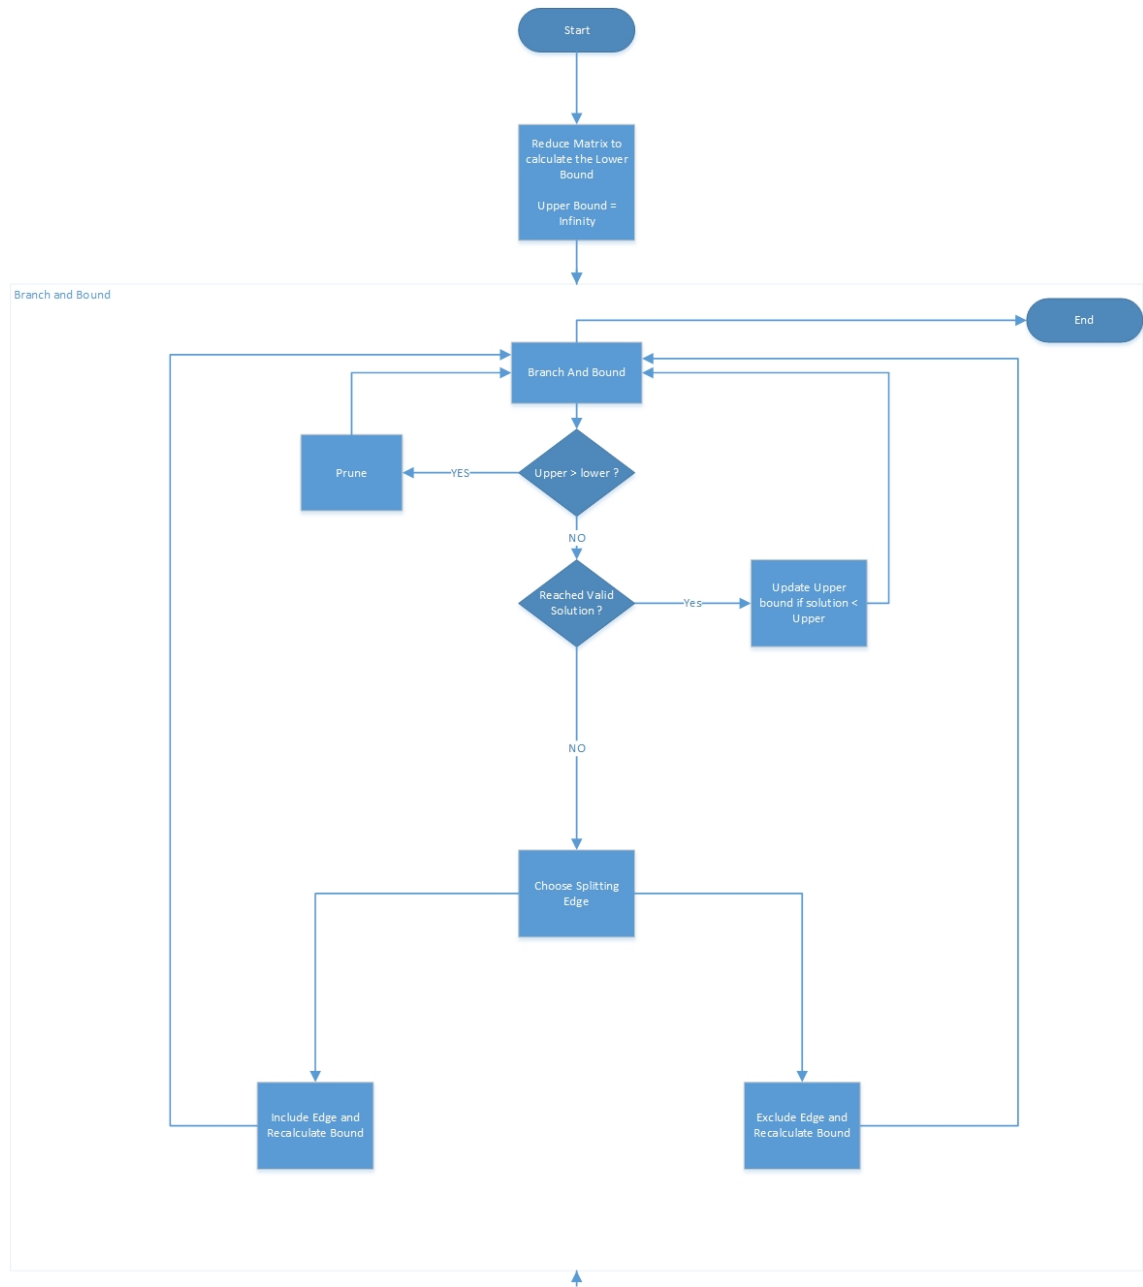 Start
Reduce Matrix to
calculate the Lower
Bound
Upper Bound =
Infinity
Branch and Bound
End
Branch And Bound
Prune
YES
Upper > lower ?
NO
Reached Valid
Solution ?
Yes
Update Upper
bound if solution <
Upper
NO
Choose Splitting
Edge
Include Edge and
Recalculate Bound
Exclude Edge and
Recalculate Bound